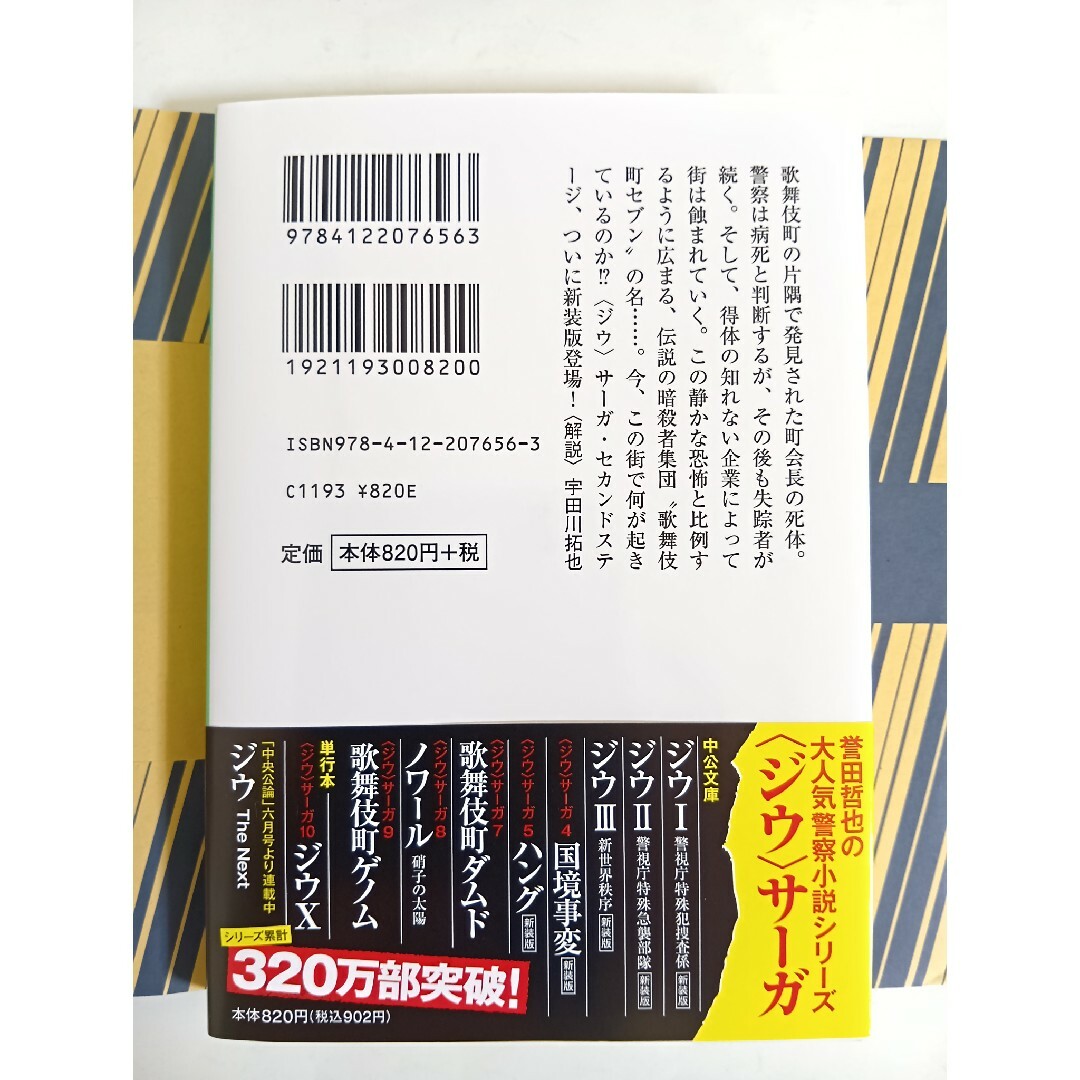 歌舞伎町の片隅で発見された町会長の死体。
警察は病死と判断するが、その後も失踪者が
続く。そして、得体の知れない企業によって
街は蝕まれていく。この静かな恐怖と比例す
るように広まる、伝説の暗殺者集団〝歌舞伎
町セブン〟の名……。今、この街で何が起き
ているのか!?〈ジウ〉サーガ・セカンドステ
ージ、ついに新装版登場！〈解説〉宇田川拓也
9784122076563
1921193008200
ISBN978-4-12-207656-3
C1193 ¥820E
定価 本体820円+税
誉田哲也の
大人気警察小説シリーズ
〈ジウ〉サーガ
中公文庫
ジウⅠ 警視庁特殊犯捜査係 新装版
ジウⅡ 警視庁特殊急襲部隊 新装版
ジウⅢ 新世界秩序 新装版
〈ジウ〉サーガ4
国境事変 新装版
〈ジウ〉サーガ5
ハング 新装版
〈ジウ〉サーガ7
歌舞伎町ダムド
〈ジウ〉サーガ8
ノワール 硝子の太陽
〈ジウ〉サーガ9
歌舞伎町ゲノム
単行本
〈ジウ〉サーガ10
ジウX
「中央公論」六月号より連載中
ジウ The Next
シリーズ累計
320万部突破!
本体820円(税込902円)